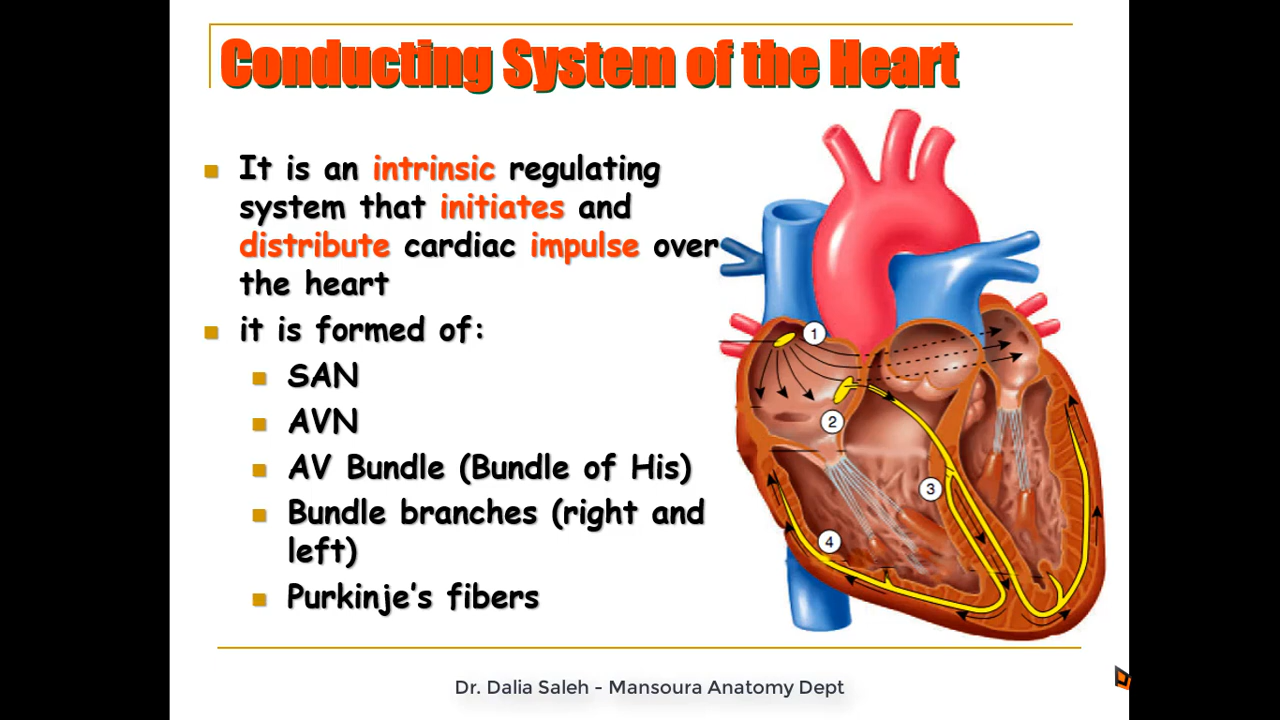 Conducting System of the Heart
It is an intrinsic regulating
system that initiates and
distribute cardiac impulse over
the heart
it is formed of:
SAN
AVN
AV Bundle (Bundle of His)
Bundle branches (right and
left)
Purkinje's fibers
1
2
3
4
Dr. Dalia Saleh - Mansoura Anatomy Dept